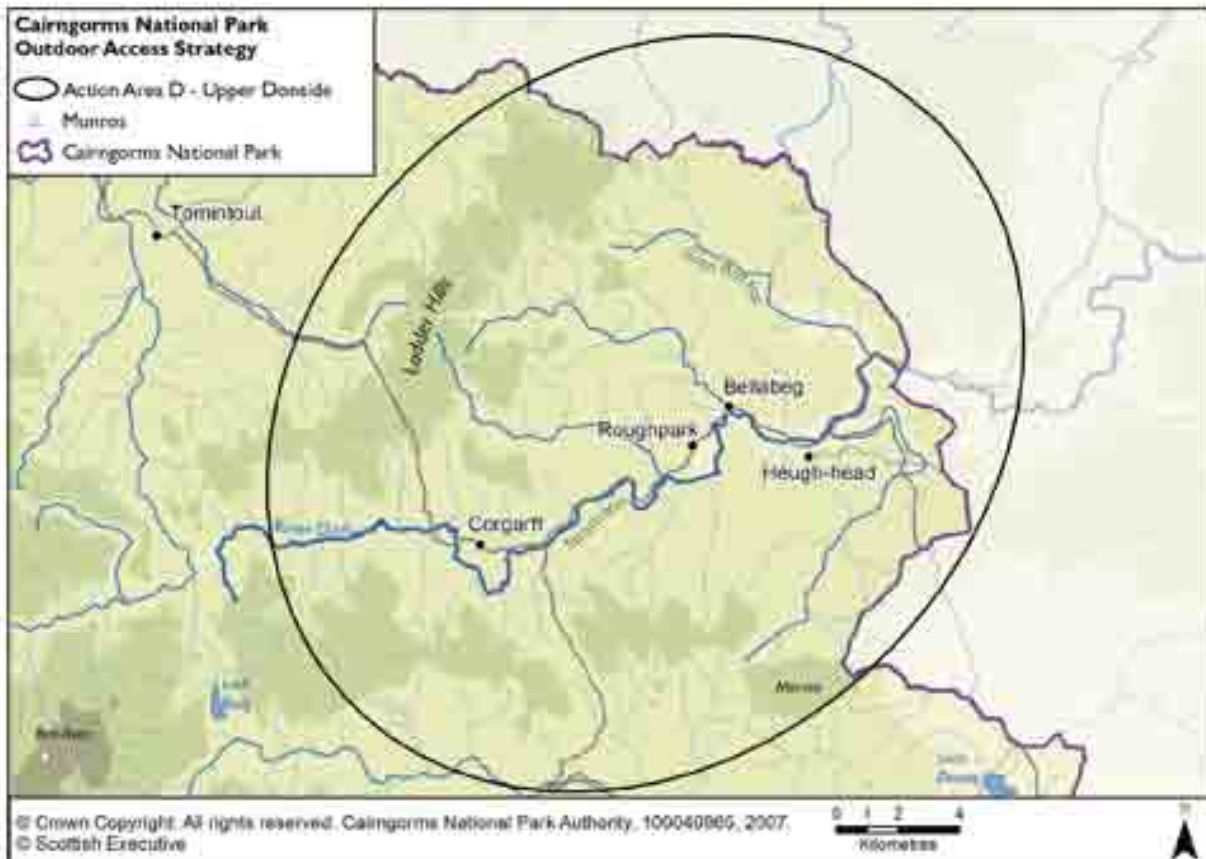 Cairngorms National Park
Outdoor Access Strategy
Action Area D - Upper Donside
Munros
Cairngorms National Park
Tomintoul
Ladder Hills
Bellabeg
Roughpark
Heugh-head
Corgarff
River Don
Morven
Loch
Loch
© Crown Copyright. All rights reserved. Cairngorms National Park Authority, 100040965, 2007.
© Scottish Executive
0 1 2 4
Kilometres